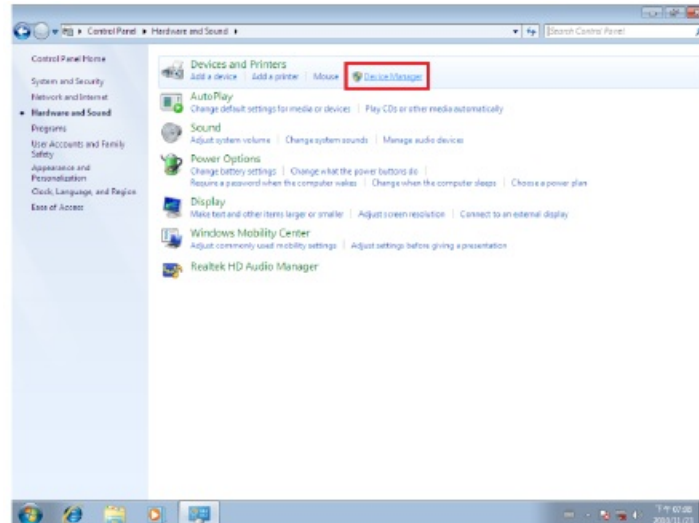 Control Panel ▸ Hardware and Sound ▸
Search Control Panel
Control Panel Home
System and Security
Network and Internet
Hardware and Sound
Programs
User Accounts and Family
Safety
Appearance and
Personalization
Clock, Language, and Region
Ease of Access
Devices and Printers
Add a device | Add a printer | Mouse | Device Manager
AutoPlay
Change default settings for media or devices | Play CDs or other media automatically
Sound
Adjust system volume | Change system sounds | Manage audio devices
Power Options
Change battery settings | Change what the power buttons do |
Require a password when the computer wakes | Change when the computer sleeps | Choose a power plan
Display
Make text and other items larger or smaller | Adjust screen resolution | Connect to an external display
Windows Mobility Center
Adjust commonly used mobility settings | Adjust settings before giving a presentation
Realtek HD Audio Manager
下午